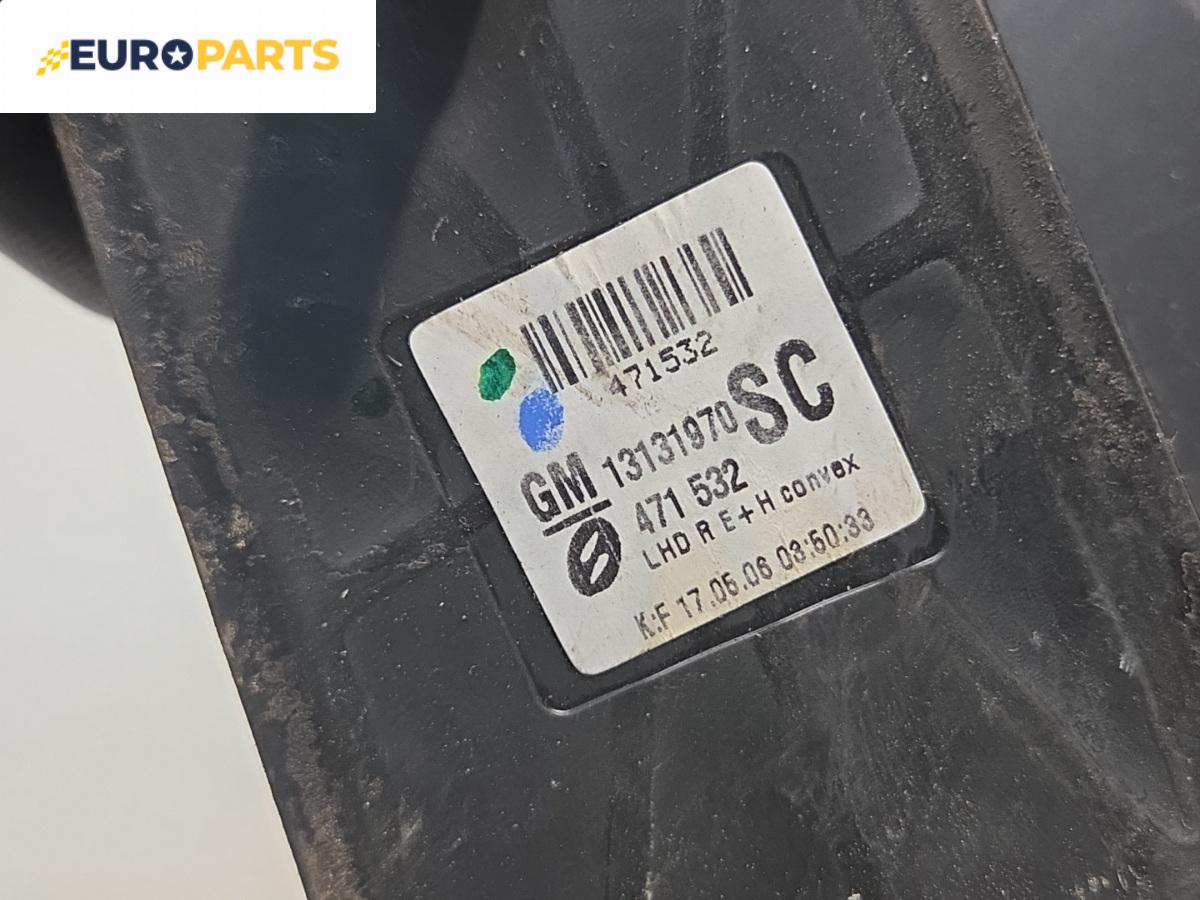 EUROPARTS
471532
GM 13131970 SC
471 532
LHD R E+H convex
K:F 17.05.06 03:50:33